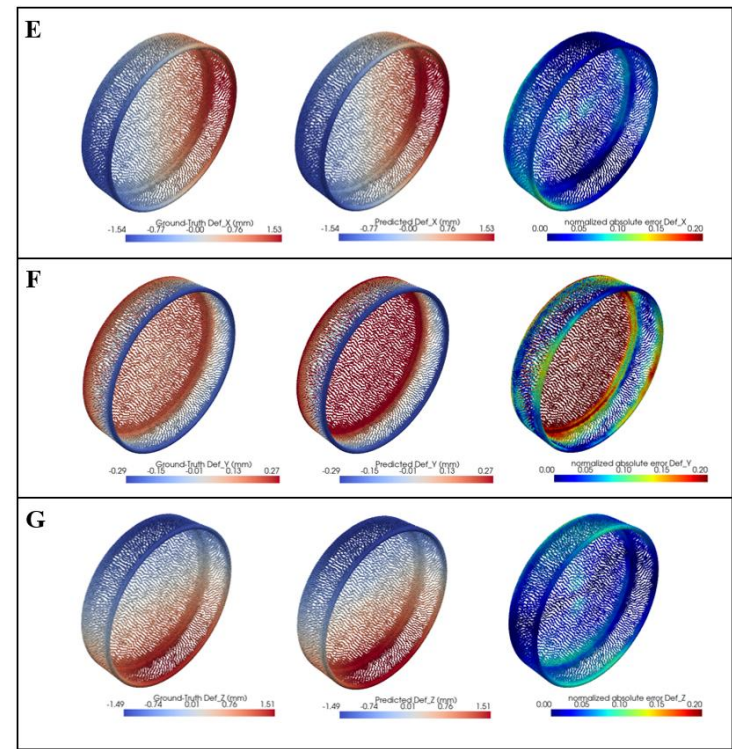 E
Ground-Truth Def_X (mm)
-1.54 -0.77 -0.00 0.76 1.53
Predicted Def_X (mm)
-1.54 -0.77 -0.00 0.76 1.53
normalized absolute error Def_X
0.00 0.05 0.10 0.15 0.20
F
Ground-Truth Def_Y (mm)
-0.29 -0.15 -0.01 0.13 0.27
Predicted Def_Y (mm)
-0.29 -0.15 -0.01 0.13 0.27
normalized absolute error Def_Y
0.00 0.05 0.10 0.15 0.20
G
Ground-Truth Def_Z (mm)
-1.49 -0.74 0.01 0.76 1.51
Predicted Def_Z (mm)
-1.49 -0.74 0.01 0.76 1.51
normalized absolute error Def_Z
0.00 0.05 0.10 0.15 0.20